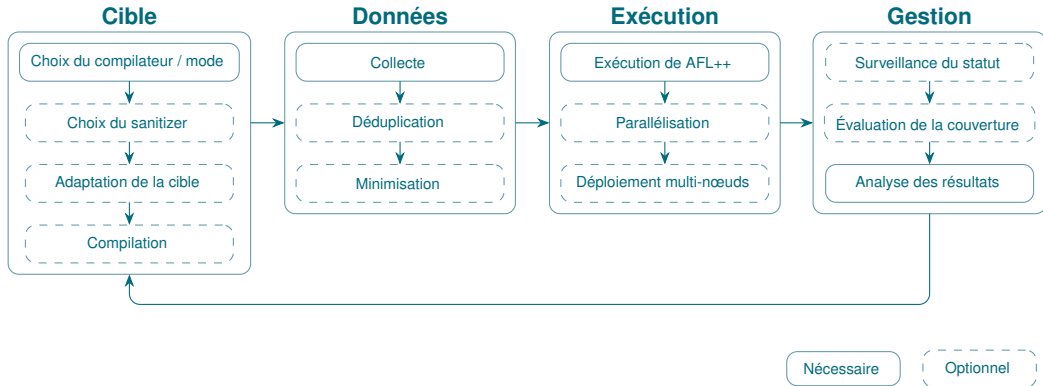 Cible
Choix du compilateur / mode
Choix du sanitizer
Adaptation de la cible
Compilation
Données
Collecte
Déduplication
Minimisation
Exécution
Exécution de AFL++
Parallélisation
Déploiement multi-nœuds
Gestion
Surveillance du statut
Évaluation de la couverture
Analyse des résultats
Nécessaire
Optionnel